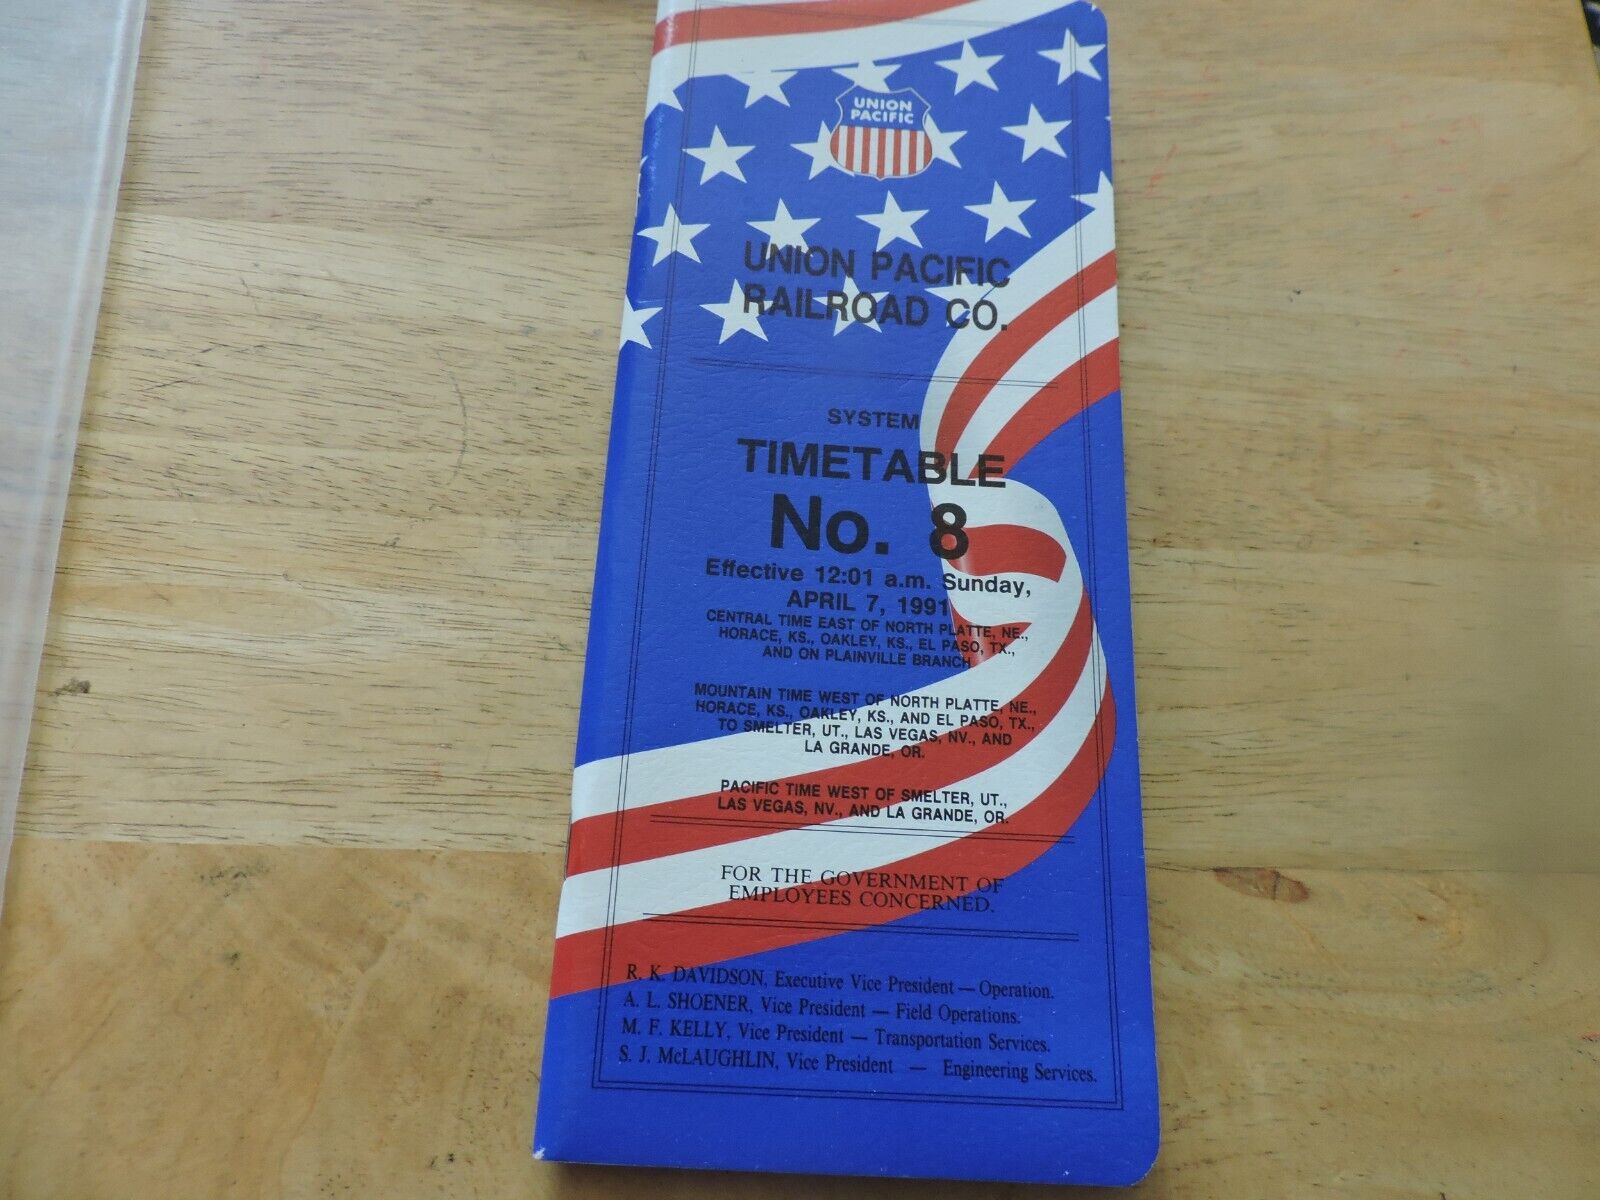 UNION
PACIFIC
UNION PACIFIC
RAILROAD CO.
SYSTEM
TIMETABLE
No. 8
Effective 12:01 a.m. Sunday,
APRIL 7, 1991
CENTRAL TIME EAST OF NORTH PLATTE, NE.,
HORACE, KS., OAKLEY, KS., EL PASO, TX.,
AND ON PLAINVILLE BRANCH
MOUNTAIN TIME WEST OF NORTH PLATTE, NE.,
HORACE, KS., OAKLEY, KS., AND EL PASO, TX.,
TO SMELTER, UT., LAS VEGAS, NV., AND
LA GRANDE, OR.
PACIFIC TIME WEST OF SMELTER, UT.,
LAS VEGAS, NV., AND LA GRANDE, OR.
FOR THE GOVERNMENT OF
EMPLOYEES CONCERNED.
R. K. DAVIDSON, Executive Vice President — Operation.
A. L. SHOENER, Vice President — Field Operations.
M. F. KELLY, Vice President — Transportation Services.
S. J. McLAUGHLIN, Vice President — Engineering Services.